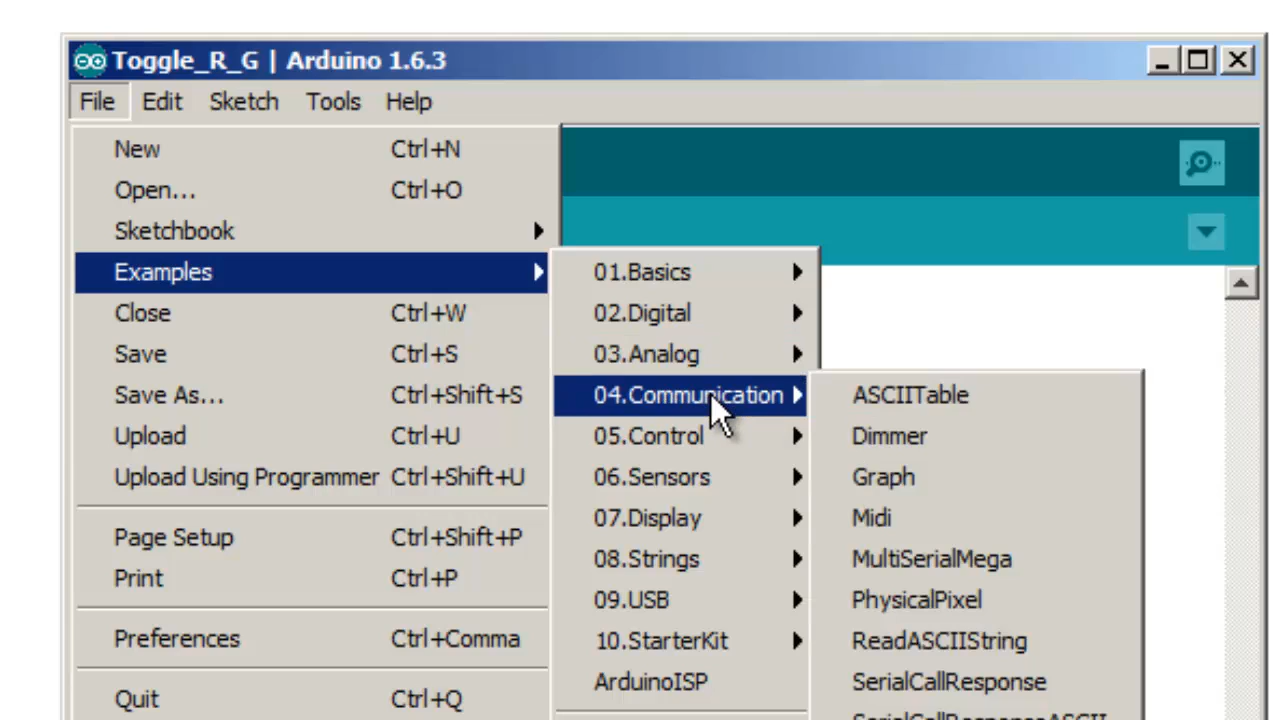 Toggle_R_G | Arduino 1.6.3
File Edit Sketch Tools Help
New Ctrl+N
Open... Ctrl+O
Sketchbook
Examples
Close Ctrl+W
Save Ctrl+S
Save As... Ctrl+Shift+S
Upload Ctrl+U
Upload Using Programmer Ctrl+Shift+U
Page Setup Ctrl+Shift+P
Print Ctrl+P
Preferences Ctrl+Comma
Quit Ctrl+Q
01.Basics
02.Digital
03.Analog
04.Communication
05.Control
06.Sensors
07.Display
08.Strings
09.USB
10.StarterKit
ArduinoISP
ASCIITable
Dimmer
Graph
Midi
MultiSerialMega
PhysicalPixel
ReadASCIIString
SerialCallResponse
SerialCallResponseASCII